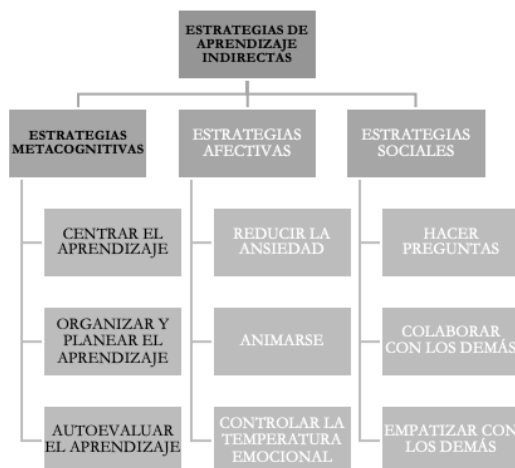 ESTRATEGIAS DE
APRENDIZAJE
INDIRECTAS
ESTRATEGIAS
METACOGNITIVAS
ESTRATEGIAS
AFECTIVAS
ESTRATEGIAS
SOCIALES
CENTRAR EL
APRENDIZAJE
REDUCIR LA
ANSIEDAD
HACER
PREGUNTAS
ORGANIZAR Y
PLANEAR EL
APRENDIZAJE
ANIMARSE
COLABORAR
CON LOS DEMÁS
AUTOEVALUAR
EL APRENDIZAJE
CONTROLAR LA
TEMPERATURA
EMOCIONAL
EMPATIZAR CON
LOS DEMÁS